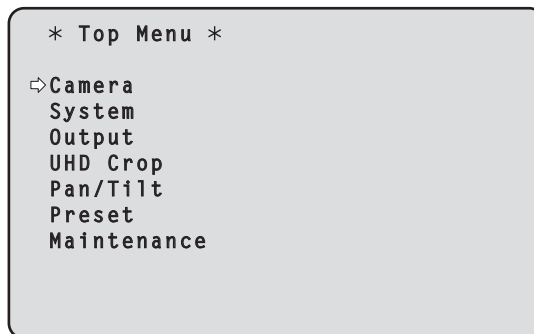 * Top Menu *
⇨Camera
System
Output
UHD Crop
Pan/Tilt
Preset
Maintenance